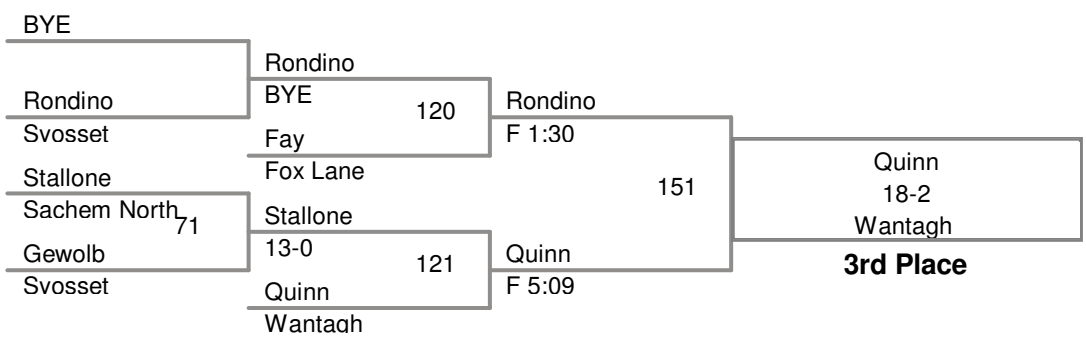 BYE
Rondino
Svosset
Stallone
Sachem North
71
Gewolb
Svosset
Rondino
BYE
120
Fay
Fox Lane
Stallone
13-0
121
Quinn
Wantagh
Rondino
F 1:30
151
Quinn
F 5:09
Quinn
18-2
Wantagh
3rd Place